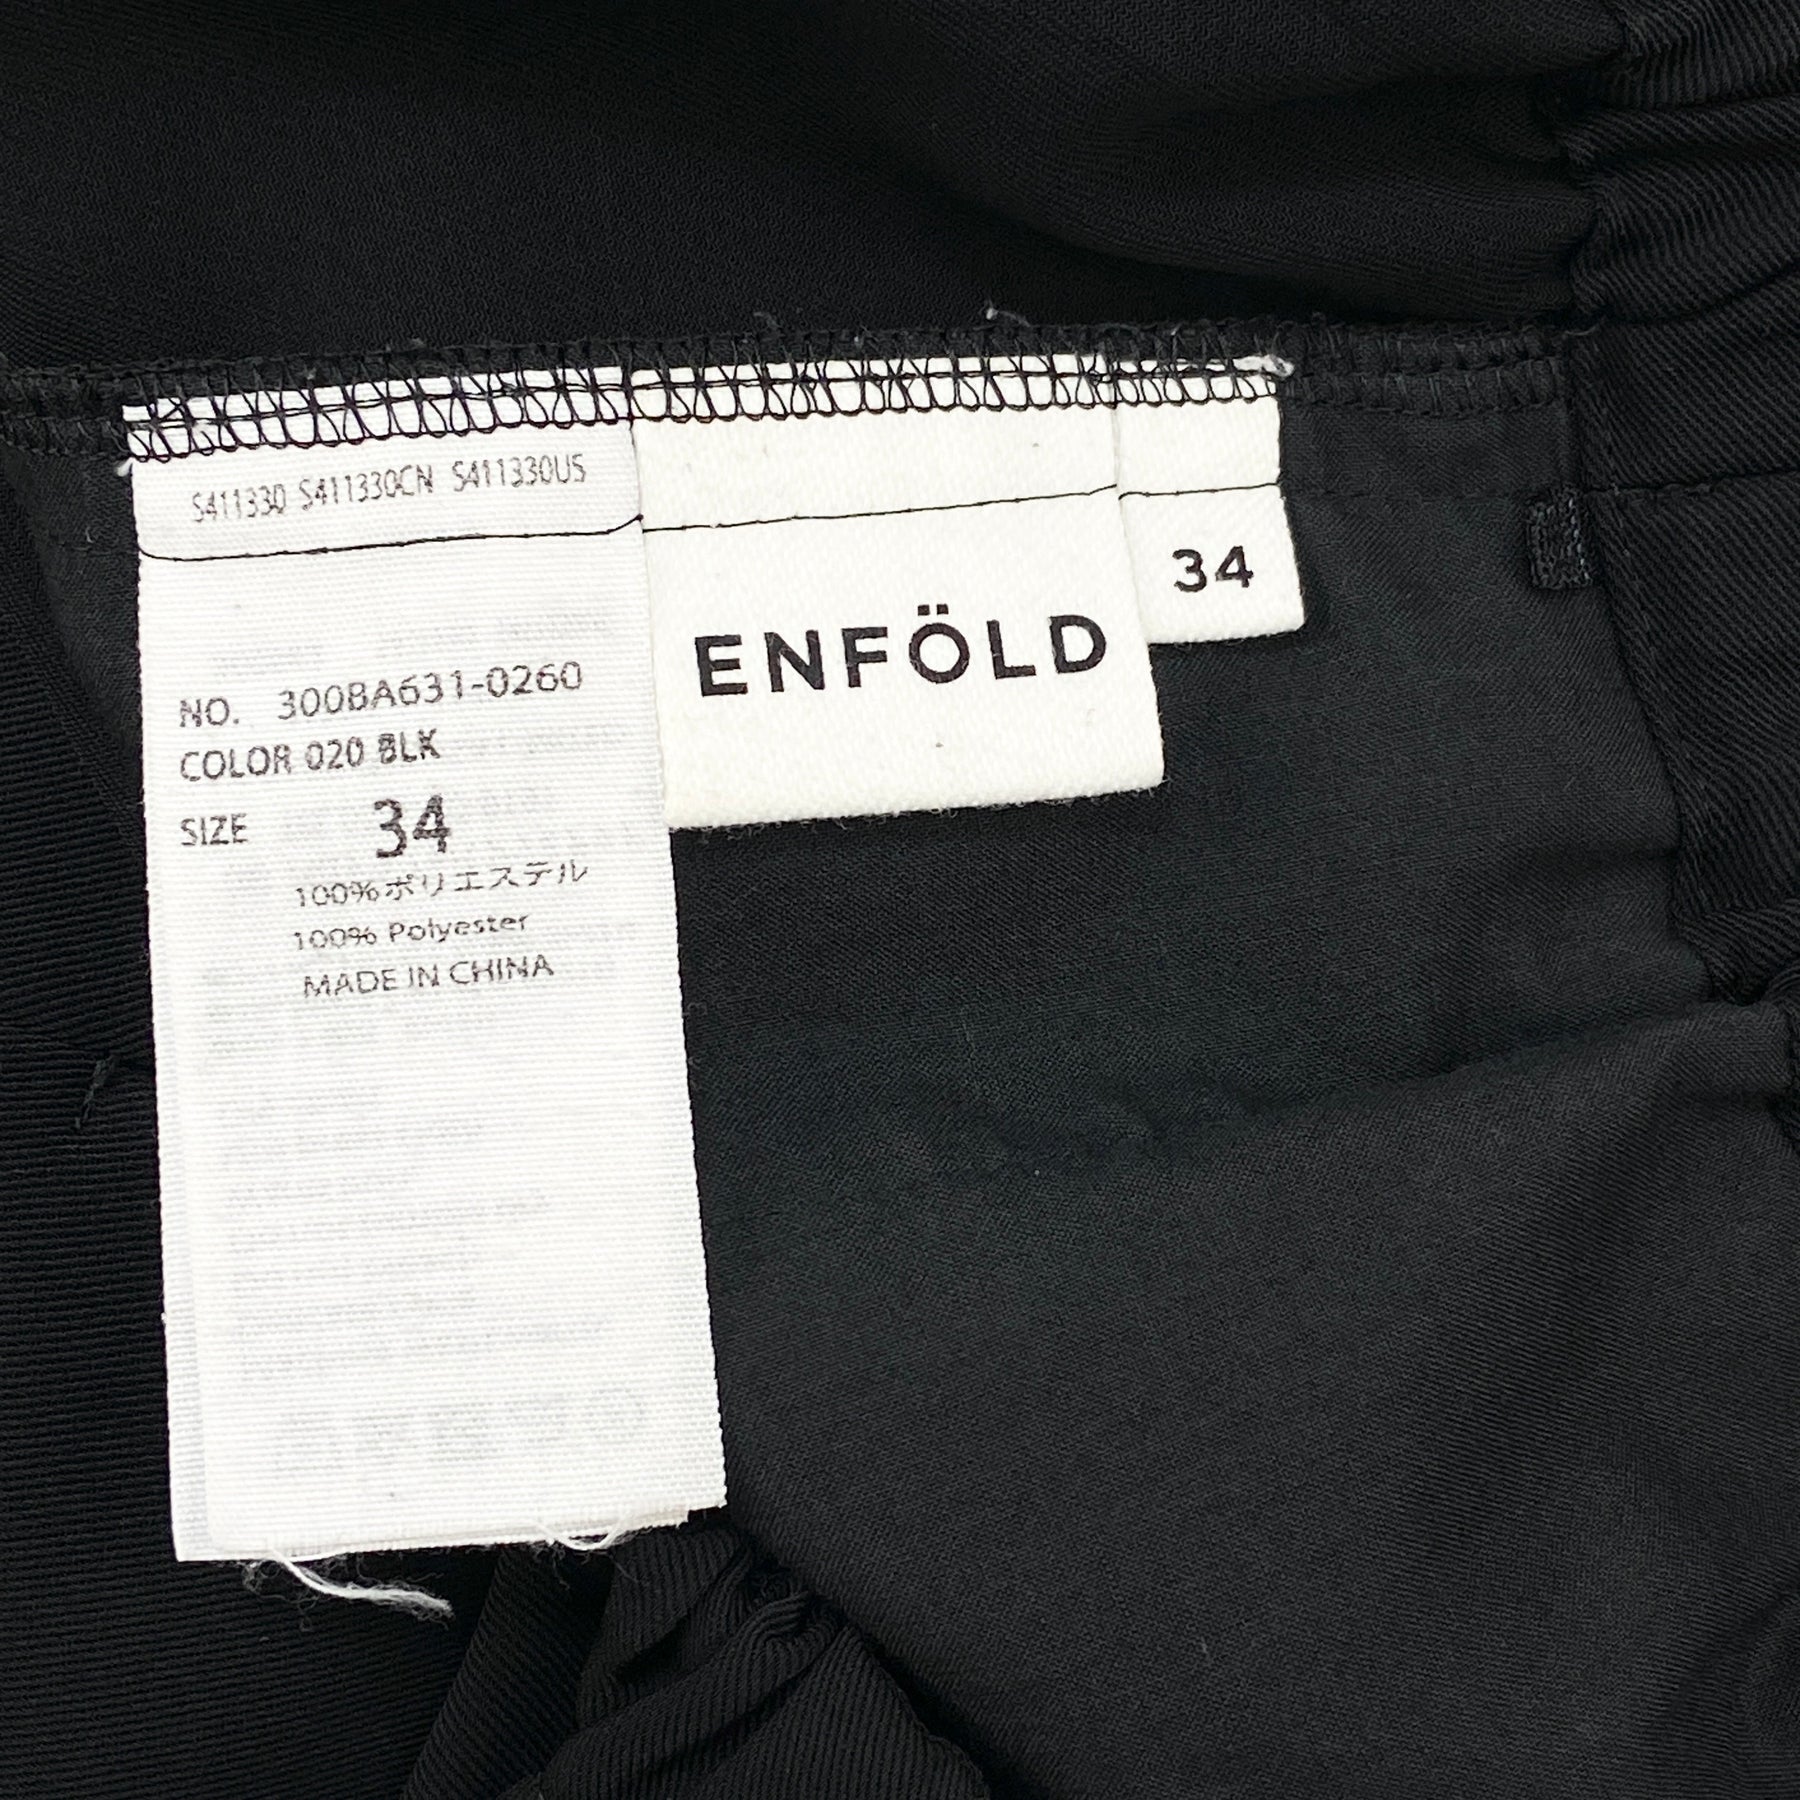 S411330 S411330CN S411330US
NO. 300BA631-0260
COLOR 020 BLK
SIZE 34
100%ポリエステル
100% Polyester
MADE IN CHINA
ENFÖLD
34